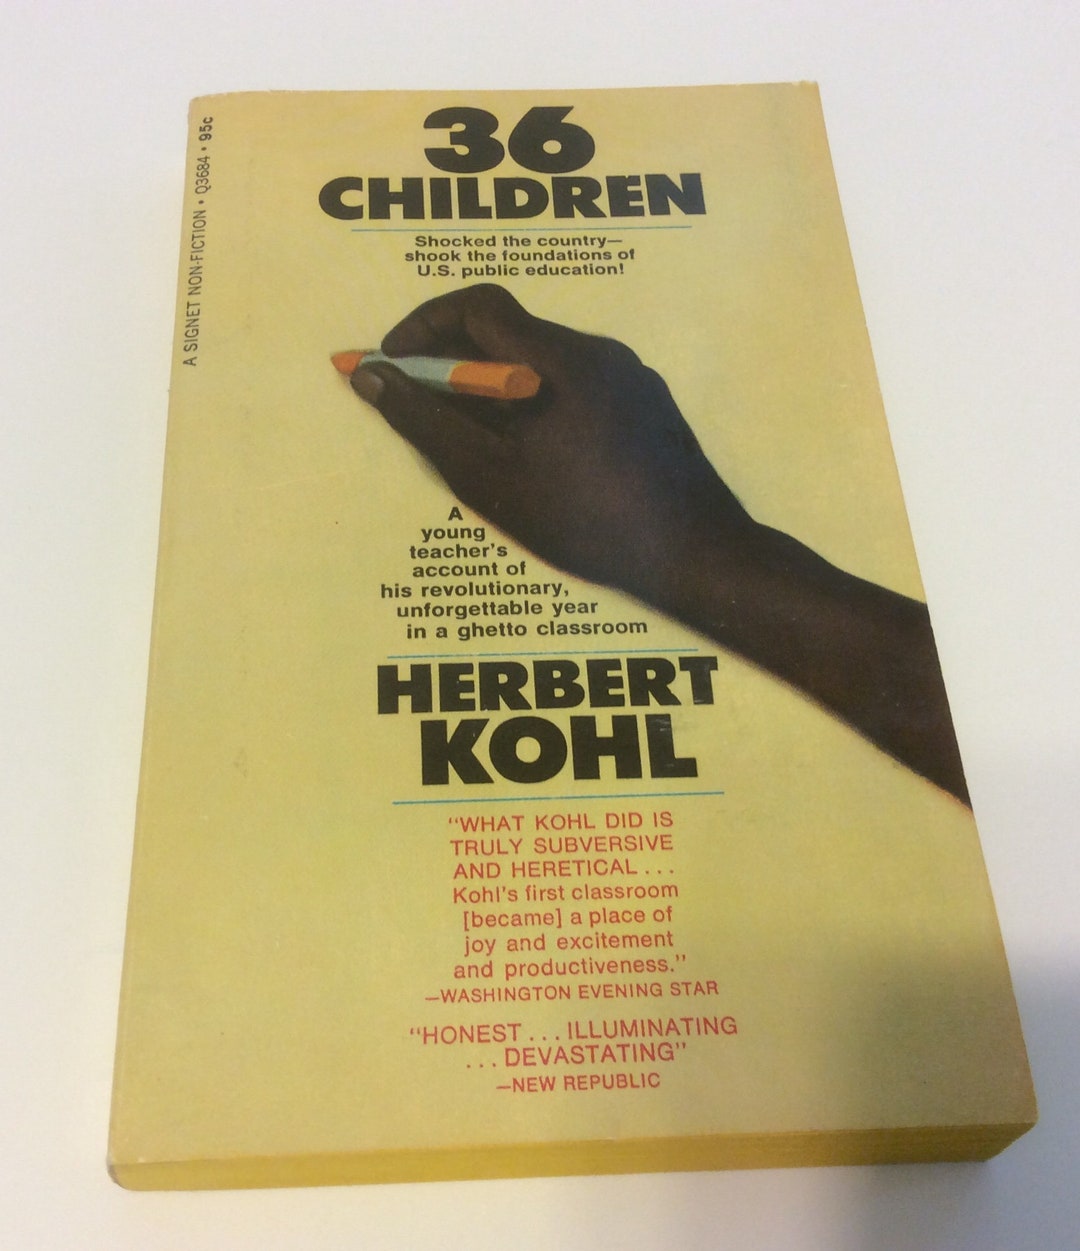 A SIGNET NON-FICTION • Q3684 • 95c
36
CHILDREN
Shocked the country—
shook the foundations of
U.S. public education!
A
young
teacher's
account of
his revolutionary,
unforgettable year
in a ghetto classroom
HERBERT
KOHL
"WHAT KOHL DID IS
TRULY SUBVERSIVE
AND HERETICAL . . .
Kohl's first classroom
[became] a place of
joy and excitement
and productiveness."
—WASHINGTON EVENING STAR
"HONEST . . . ILLUMINATING
. . . DEVASTATING"
—NEW REPUBLIC